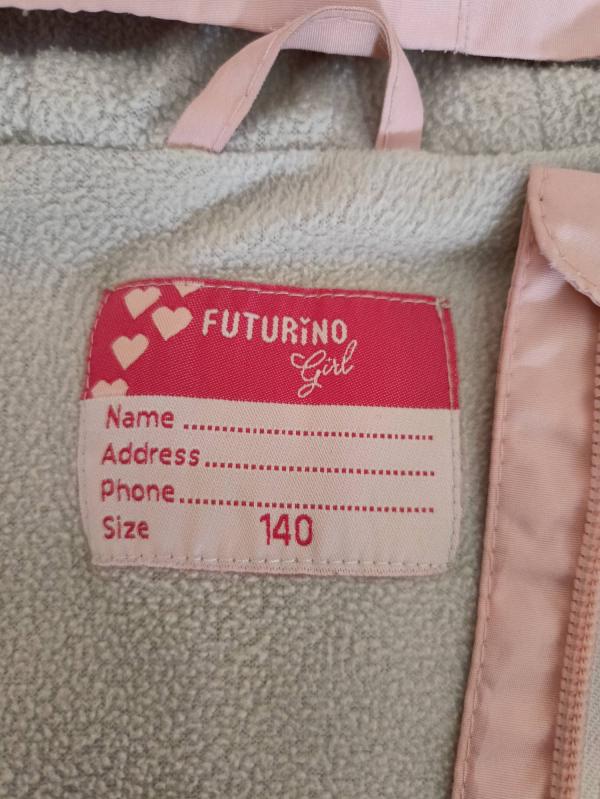 FUTURiNO
Girl
Name ........................................
Address ....................................
Phone ........................................
Size 140